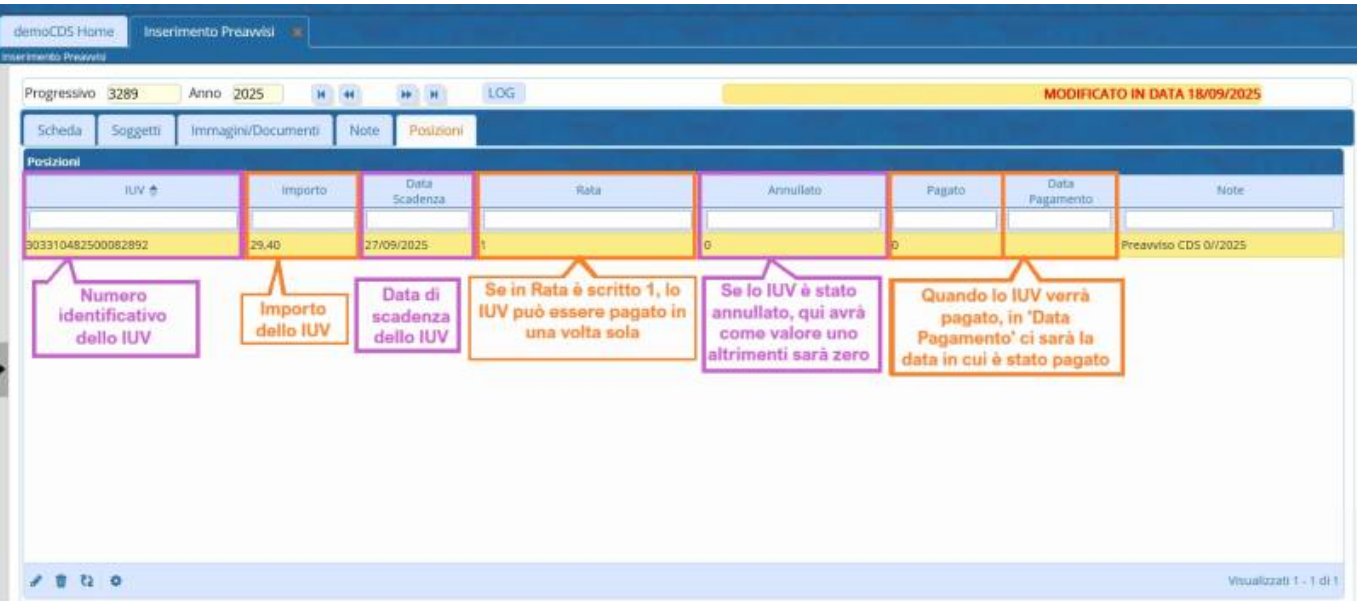 demoCDS Home Inserimento Preavvisi
Inserimento Preavvisi
Progressivo 3289 Anno 2025 LOG MODIFICATO IN DATA 18/09/2025
Scheda Soggetti Immagini/Documenti Note Posizioni
Posizioni
IUV Importo Data Scadenza Rata Annullato Pagato Data Pagamento Note
303310482500082892 29,40 27/09/2025 1 0 0 Preavviso CDS 0//2025
Numero
identificativo
dello IUV
Importo
dello IUV
Data di
scadenza
dello IUV
Se in Rata è scritto 1, lo
IUV può essere pagato in
una volta sola
Se lo IUV è stato
annullato, qui avrà
come valore uno
altrimenti sarà zero
Quando lo IUV verrà
pagato, in 'Data
Pagamento' ci sarà la
data in cui è stato pagato
Visualizzati 1 - 1 di 1